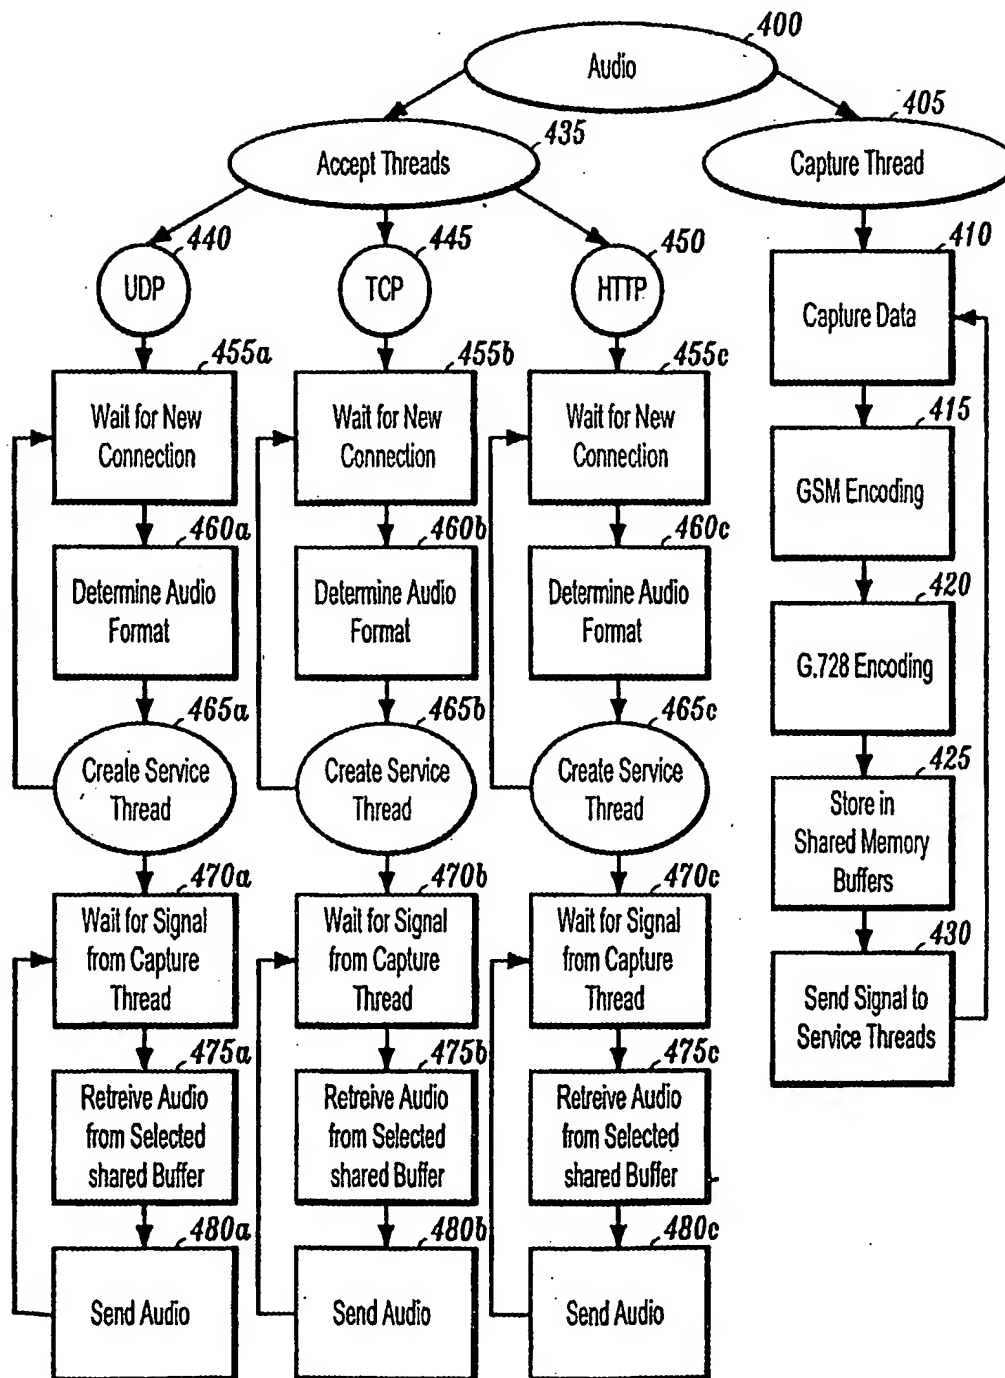 400
Audio
435
Accept Threads
405
Capture Thread
440
UDP
445
TCP
450
HTTP
410
Capture Data
455a
Wait for New
Connection
455b
Wait for New
Connection
455c
Wait for New
Connection
415
GSM Encoding
460a
Determine Audio
Format
460b
Determine Audio
Format
460c
Determine Audio
Format
420
G.728 Encoding
465a
Create Service
Thread
465b
Create Service
Thread
465c
Create Service
Thread
425
Store in
Shared Memory
Buffers
470a
Wait for Signal
from Capture
Thread
470b
Wait for Signal
from Capture
Thread
470c
Wait for Signal
from Capture
Thread
430
Send Signal to
Service Threads
475a
Retreive Audio
from Selected
shared Buffer
475b
Retreive Audio
from Selected
shared Buffer
475c
Retreive Audio
from Selected
shared Buffer
480a
Send Audio
480b
Send Audio
480c
Send Audio